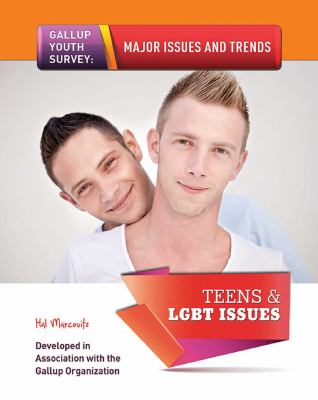 GALLUP
YOUTH
SURVEY:
MAJOR ISSUES AND TRENDS
TEENS &
LGBT ISSUES
Hal Marcovitz
Developed in
Association with the
Gallup Organization